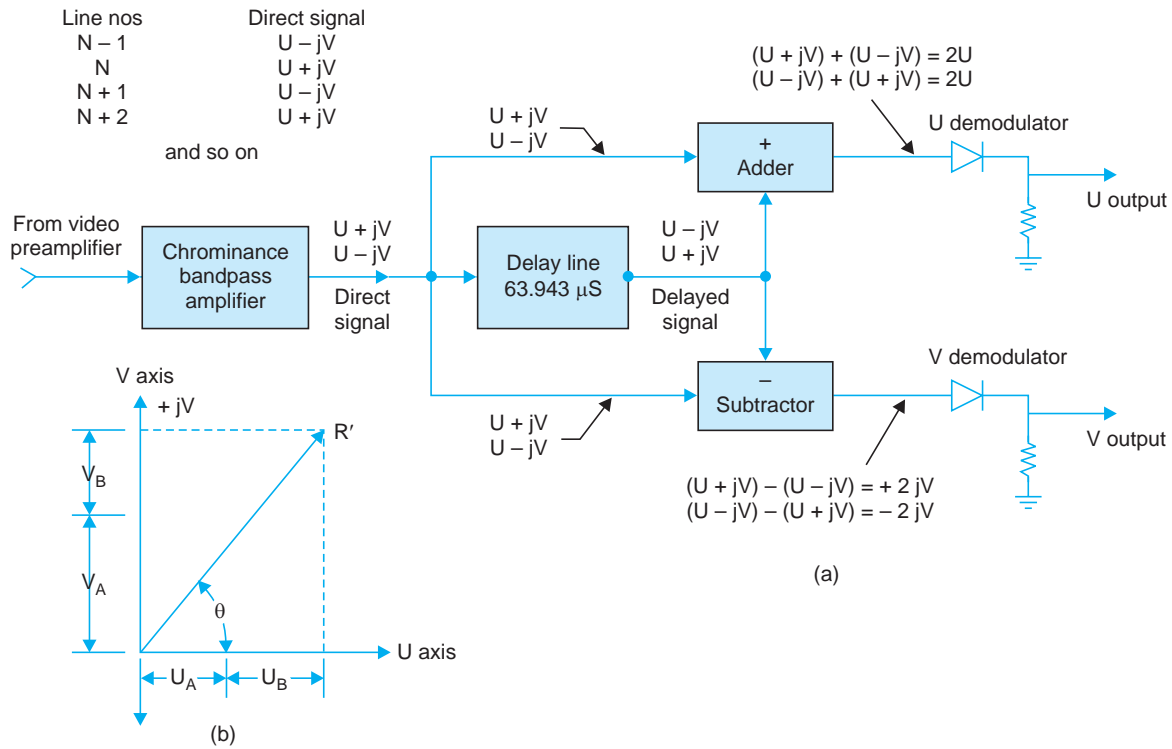 Line nos Direct signal
N – 1 U – jV
N U + jV
N + 1 U – jV
N + 2 U + jV
and so on
(U + jV) + (U – jV) = 2U
(U – jV) + (U + jV) = 2U
U + jV
U – jV
+
Adder
U demodulator
U output
From video
preamplifier
Chrominance
bandpass
amplifier
U + jV
U – jV
Direct
signal
Delay line
63.943 μS
U – jV
U + jV
Delayed
signal
–
Subtractor
U + jV
U – jV
V demodulator
V output
(U + jV) – (U – jV) = + 2 jV
(U – jV) – (U + jV) = – 2 jV
(a)
V axis
+ jV
R′
V_B
V_A
θ
U axis
U_A U_B
(b)